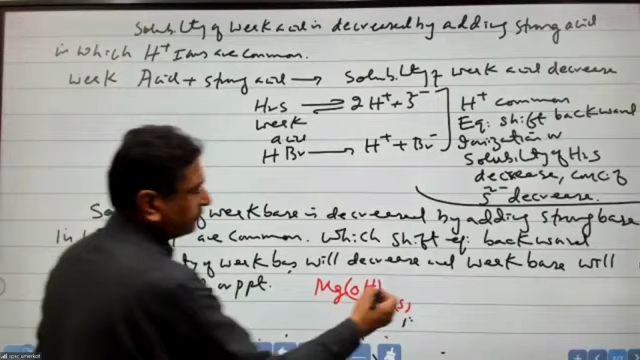 Solubility of weak acid is decreased by adding strong acid
in which H⁺ Ions are common.
weak Acid + strong acid → Solubility of weak acid decrease
H₂S ⇌ 2H⁺ + S²⁻
weak acid
HBr → H⁺ + Br⁻
H⁺ common
Eq: shift backward
Ionization or
Solubility of H₂S
decrease, conc: of
S²⁻ decrease.
of weak base is decreased by adding strong base
are common. Which shift eq: backward
of weak bas will decrease and weak base will
or ppt. Mg(OH)